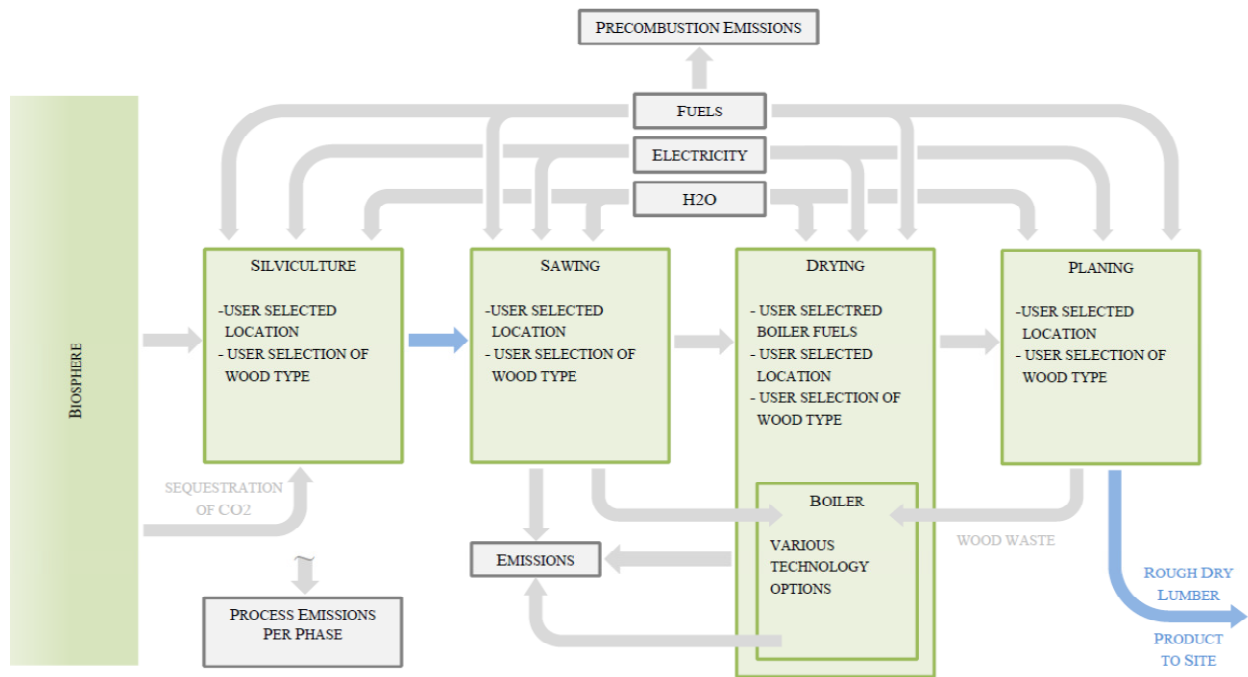 PRECOMBUSTION EMISSIONS
FUELS
ELECTRICITY
H2O
BIOSPHERE
SILVICULTURE
-USER SELECTED
LOCATION
- USER SELECTION OF
WOOD TYPE
SAWING
-USER SELECTED
LOCATION
- USER SELECTION OF
WOOD TYPE
DRYING
- USER SELECTRED
BOILER FUELS
- USER SELECTED
LOCATION
- USER SELECTION OF
WOOD TYPE
PLANING
-USER SELECTED
LOCATION
- USER SELECTION OF
WOOD TYPE
SEQUESTRATION
OF CO2
BOILER
VARIOUS
TECHNOLOGY
OPTIONS
WOOD WASTE
EMISSIONS
PROCESS EMISSIONS
PER PHASE
ROUGH DRY
LUMBER
PRODUCT
TO SITE